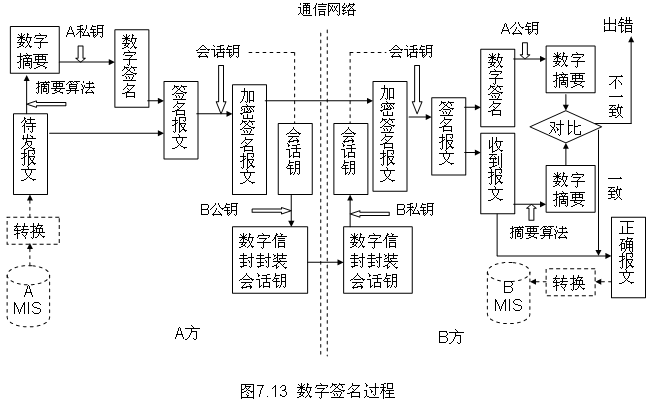 通信网络
数字
摘要
A私钥
数字签名
摘要算法
待发报文
签名报文
会话钥
加密签名报文
会话钥
B公钥
数字信
封封装
会话钥
转换
A
MIS
A方
会话钥
会话钥
加密签名报文
签名报文
B私钥
数字信
封封装
会话钥
A公钥
数字签名
数字
摘要
出错
不一致
对比
收到报文
数字
摘要
一致
摘要算法
正确报文
转换
B
MIS
B方
图7.13 数字签名过程